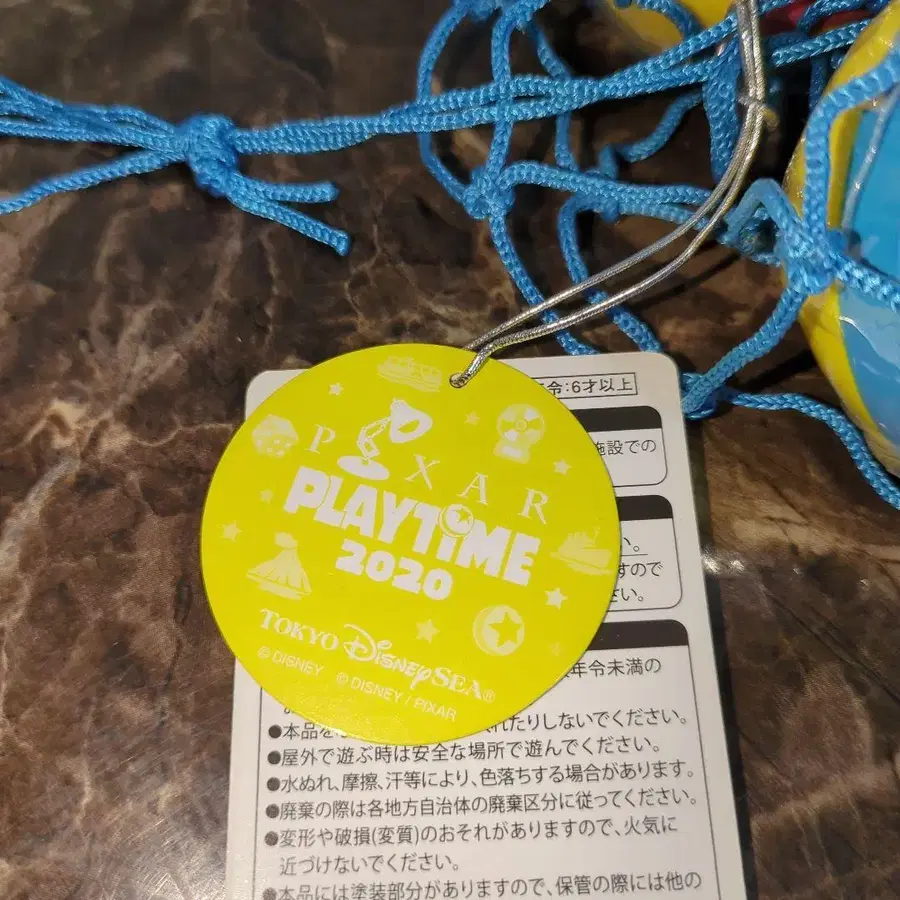 PIXAR
PLAYTIME
2020
TOKYO DISNEYSEA®
© DISNEY © DISNEY / PIXAR
令:6才以上
施設での
い。
すので
さい。
年令未満の
●本品を
れたりしないでください。
●屋外で遊ぶ時は安全な場所で遊んでください。
●水ぬれ、摩擦、汗等により、色落ちする場合があります。
●廃棄の際は各地方自治体の廃棄区分に従ってください。
●変形や破損(変質)のおそれがありますので、火気に
近づけないでください。
●本品には塗装部分がありますので、保管の際には他の